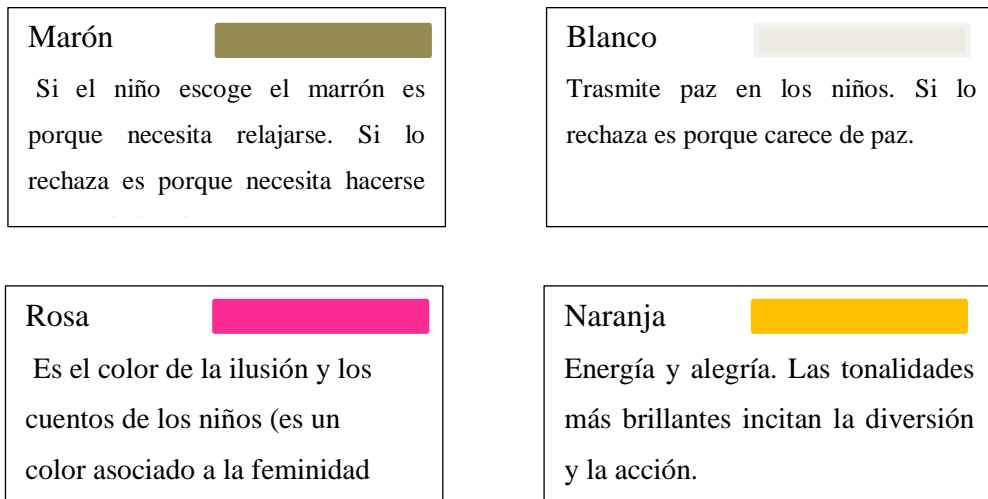 Marón
Si el niño escoge el marrón es
porque necesita relajarse. Si lo
rechaza es porque necesita hacerse
Blanco
Trasmite paz en los niños. Si lo
rechaza es porque carece de paz.
Rosa
Es el color de la ilusión y los
cuentos de los niños (es un
color asociado a la feminidad
Naranja
Energía y alegría. Las tonalidades
más brillantes incitan la diversión
y la acción.